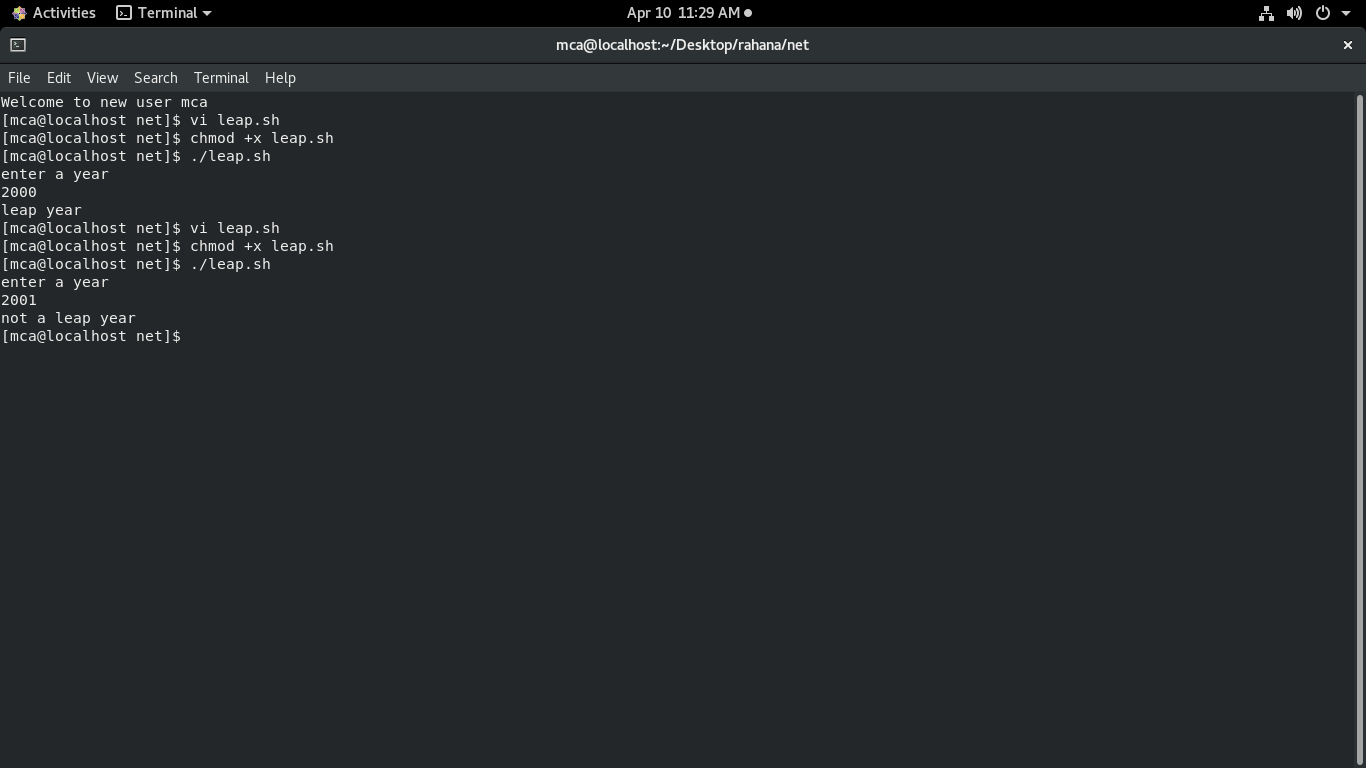 Activities Terminal Apr 10 11:29 AM
mca@localhost:~/Desktop/rahana/net
File Edit View Search Terminal Help
Welcome to new user mca
[mca@localhost net]$ vi leap.sh
[mca@localhost net]$ chmod +x leap.sh
[mca@localhost net]$ ./leap.sh
enter a year
2000
leap year
[mca@localhost net]$ vi leap.sh
[mca@localhost net]$ chmod +x leap.sh
[mca@localhost net]$ ./leap.sh
enter a year
2001
not a leap year
[mca@localhost net]$